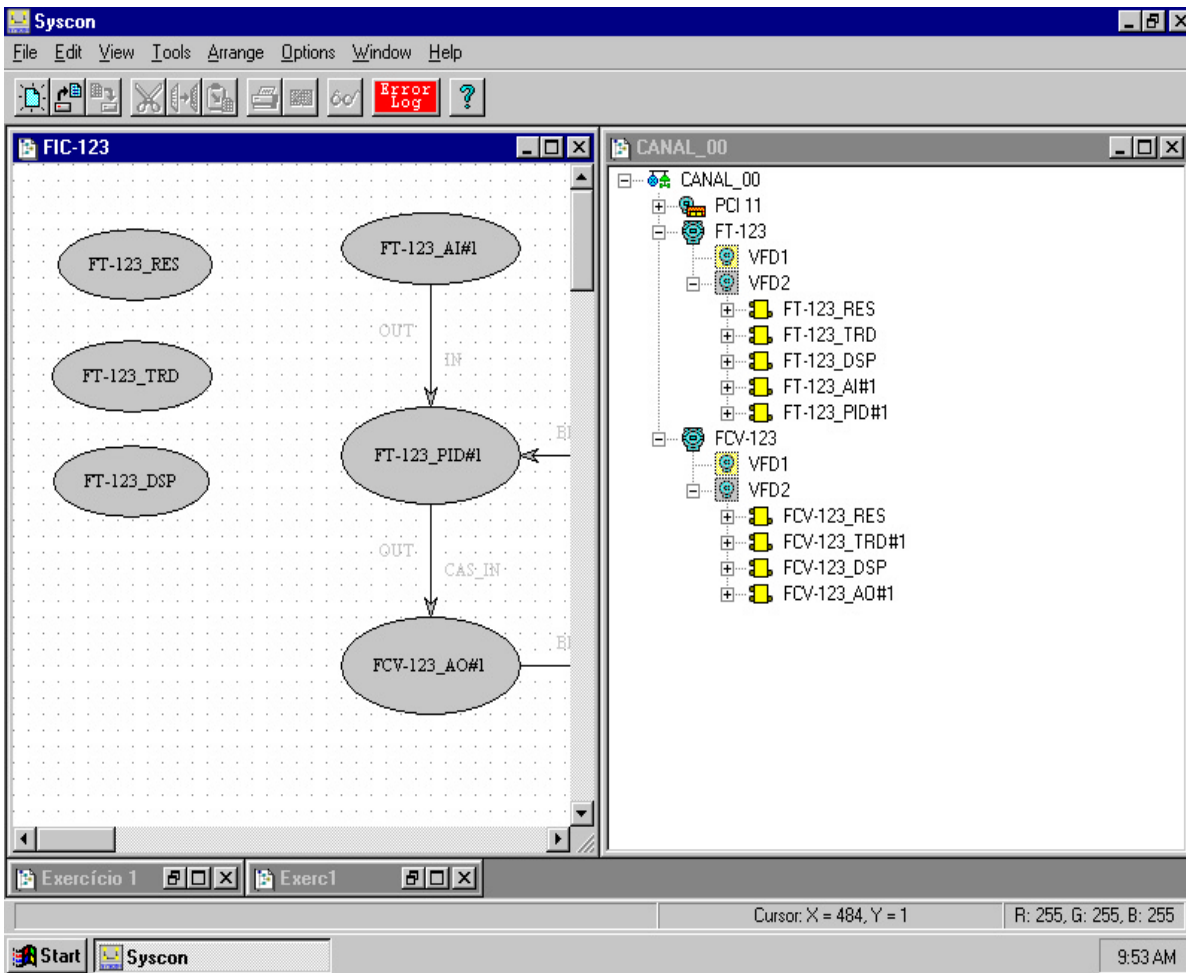 Syscon
File Edit View Tools Arrange Options Window Help
Error Log
?
FIC-123
FT-123_RES
FT-123_AI#1
OUT
IN
FT-123_TRD
FT-123_PID#1
FT-123_DSP
OUT
CAS_IN
FCV-123_AO#1
CANAL_00
CANAL_00
PCI 11
FT-123
VFD1
VFD2
FT-123_RES
FT-123_TRD
FT-123_DSP
FT-123_AI#1
FT-123_PID#1
FCV-123
VFD1
VFD2
FCV-123_RES
FCV-123_TRD#1
FCV-123_DSP
FCV-123_AO#1
Exercício 1
Exerc1
Cursor: X = 484, Y = 1
R: 255, G: 255, B: 255
Start
Syscon
9:53 AM